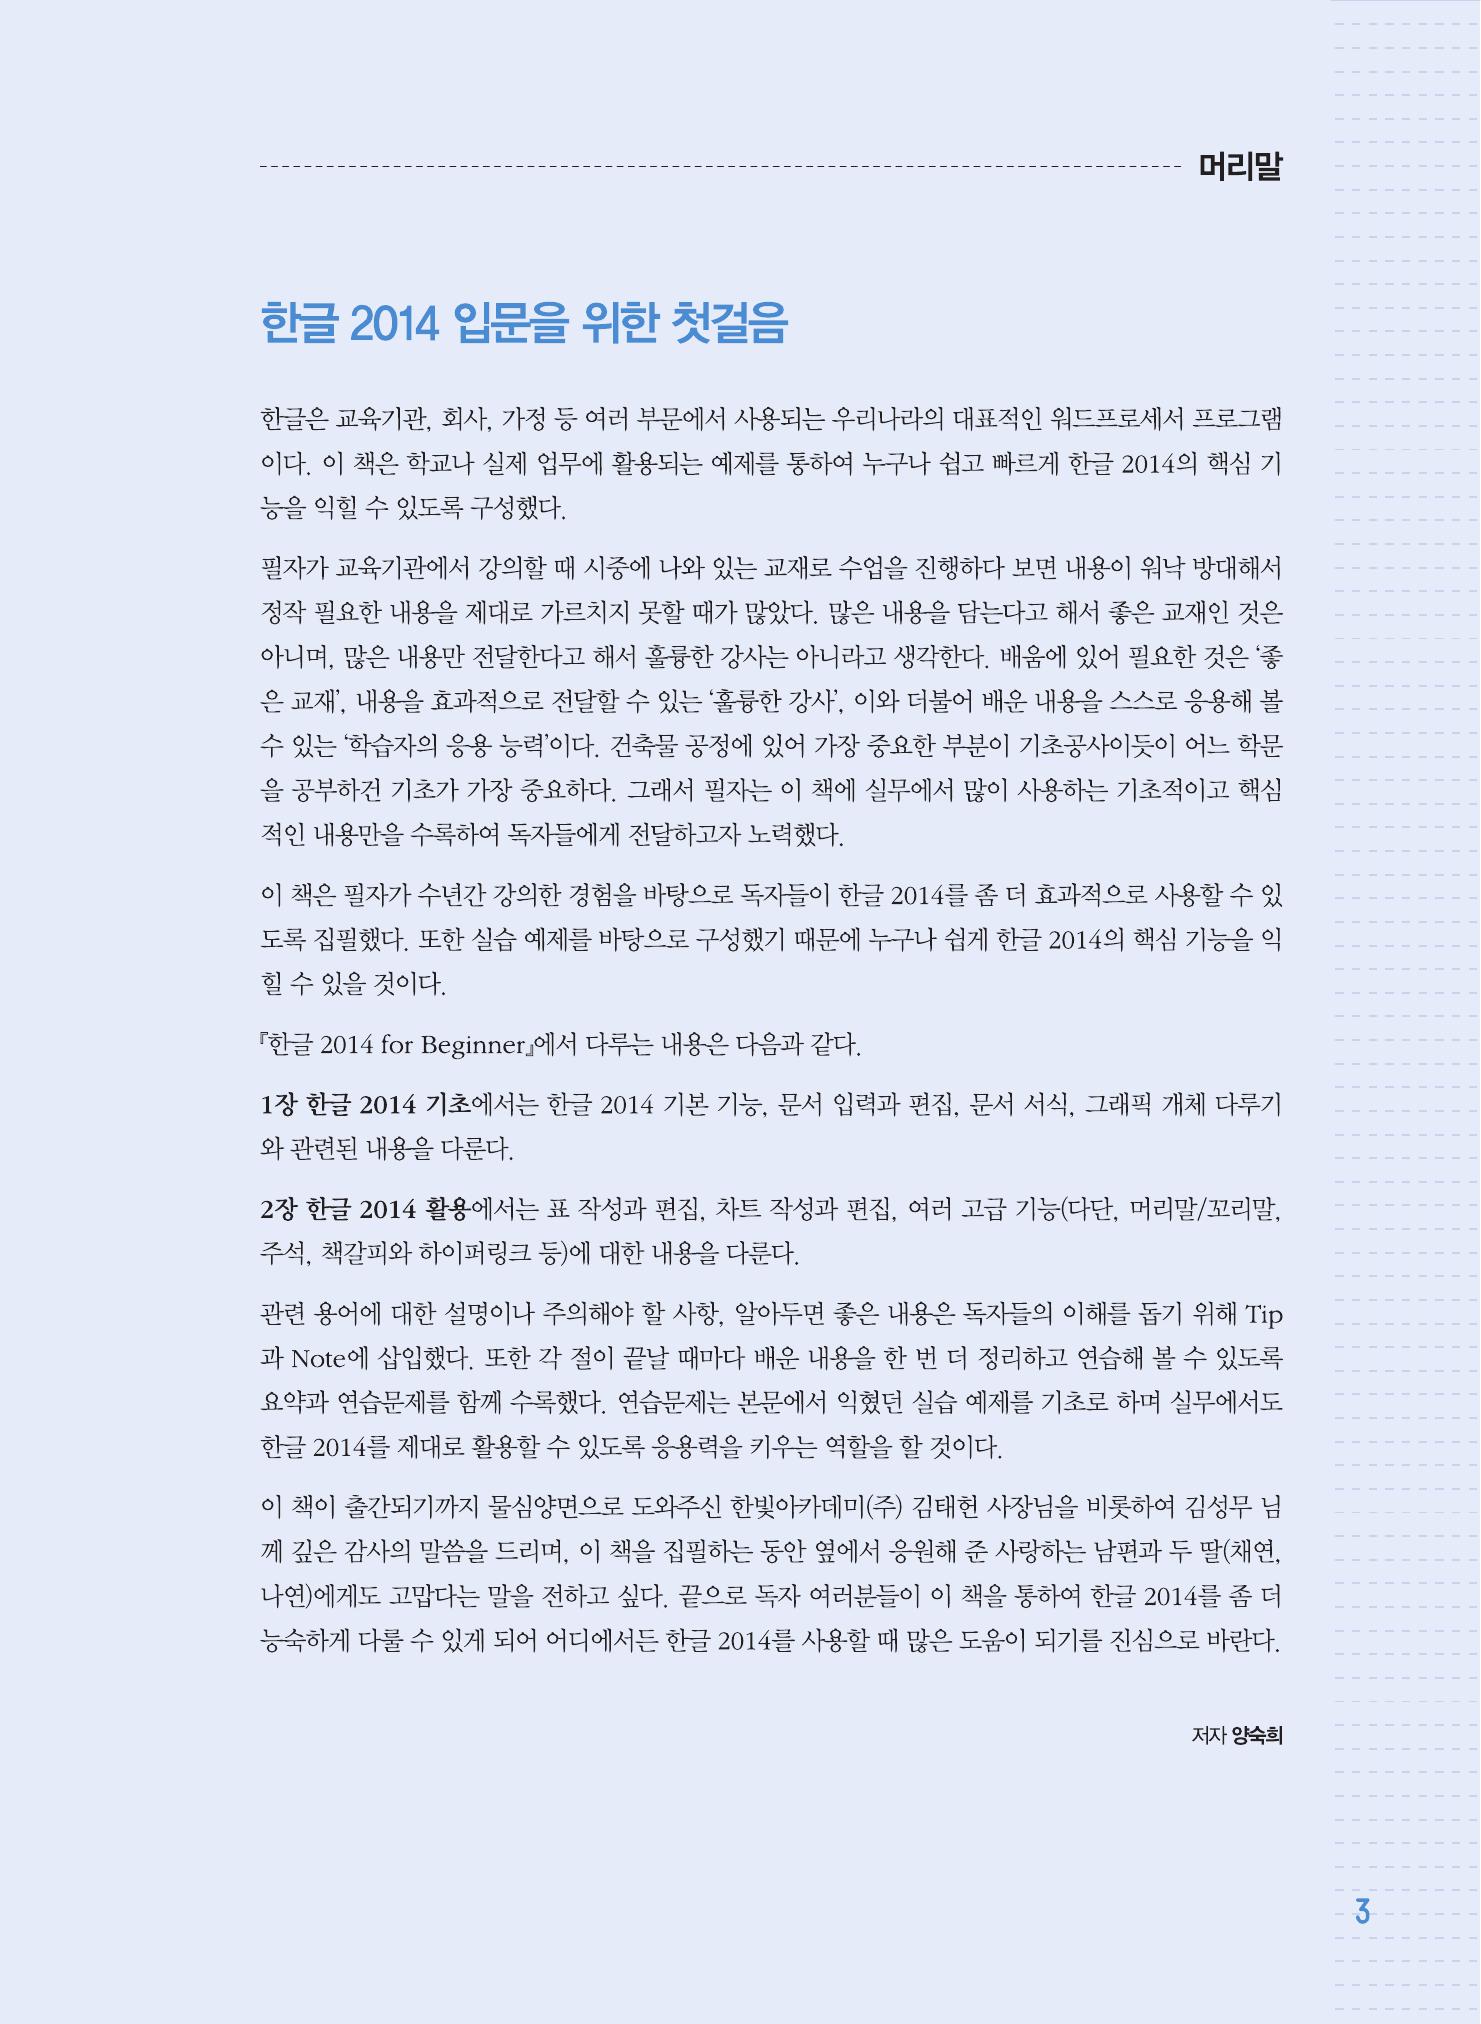 머리말
한글 2014 입문을 위한 첫걸음
한글은 교육기관, 회사, 가정 등 여러 부문에서 사용되는 우리나라의 대표적인 워드프로세서 프로그램
이다. 이 책은 학교나 실제 업무에 활용되는 예제를 통하여 누구나 쉽고 빠르게 한글 2014의 핵심 기
능을 익힐 수 있도록 구성했다.
필자가 교육기관에서 강의할 때 시중에 나와 있는 교재로 수업을 진행하다 보면 내용이 워낙 방대해서
정작 필요한 내용을 제대로 가르치지 못할 때가 많았다. 많은 내용을 담는다고 해서 좋은 교재인 것은
아니며, 많은 내용만 전달한다고 해서 훌륭한 강사는 아니라고 생각한다. 배움에 있어 필요한 것은 ‘좋
은 교재’, 내용을 효과적으로 전달할 수 있는 ‘훌륭한 강사’, 이와 더불어 배운 내용을 스스로 응용해 볼
수 있는 ‘학습자의 응용 능력’이다. 건축물 공정에 있어 가장 중요한 부분이 기초공사이듯이 어느 학문
을 공부하건 기초가 가장 중요하다. 그래서 필자는 이 책에 실무에서 많이 사용하는 기초적이고 핵심
적인 내용만을 수록하여 독자들에게 전달하고자 노력했다.
이 책은 필자가 수년간 강의한 경험을 바탕으로 독자들이 한글 2014를 좀 더 효과적으로 사용할 수 있
도록 집필했다. 또한 실습 예제를 바탕으로 구성했기 때문에 누구나 쉽게 한글 2014의 핵심 기능을 익
힐 수 있을 것이다.
『한글 2014 for Beginner』에서 다루는 내용은 다음과 같다.
1장 한글 2014 기초에서는 한글 2014 기본 기능, 문서 입력과 편집, 문서 서식, 그래픽 개체 다루기
와 관련된 내용을 다룬다.
2장 한글 2014 활용에서는 표 작성과 편집, 차트 작성과 편집, 여러 고급 기능(다단, 머리말/꼬리말,
주석, 책갈피와 하이퍼링크 등)에 대한 내용을 다룬다.
관련 용어에 대한 설명이나 주의해야 할 사항, 알아두면 좋은 내용은 독자들의 이해를 돕기 위해 Tip
과 Note에 삽입했다. 또한 각 절이 끝날 때마다 배운 내용을 한 번 더 정리하고 연습해 볼 수 있도록
요약과 연습문제를 함께 수록했다. 연습문제는 본문에서 익혔던 실습 예제를 기초로 하며 실무에서도
한글 2014를 제대로 활용할 수 있도록 응용력을 키우는 역할을 할 것이다.
이 책이 출간되기까지 물심양면으로 도와주신 한빛아카데미(주) 김태헌 사장님을 비롯하여 김성무 님
께 깊은 감사의 말씀을 드리며, 이 책을 집필하는 동안 옆에서 응원해 준 사랑하는 남편과 두 딸(채연,
나연)에게도 고맙다는 말을 전하고 싶다. 끝으로 독자 여러분들이 이 책을 통하여 한글 2014를 좀 더
능숙하게 다룰 수 있게 되어 어디에서든 한글 2014를 사용할 때 많은 도움이 되기를 진심으로 바란다.
저자 양숙희
3